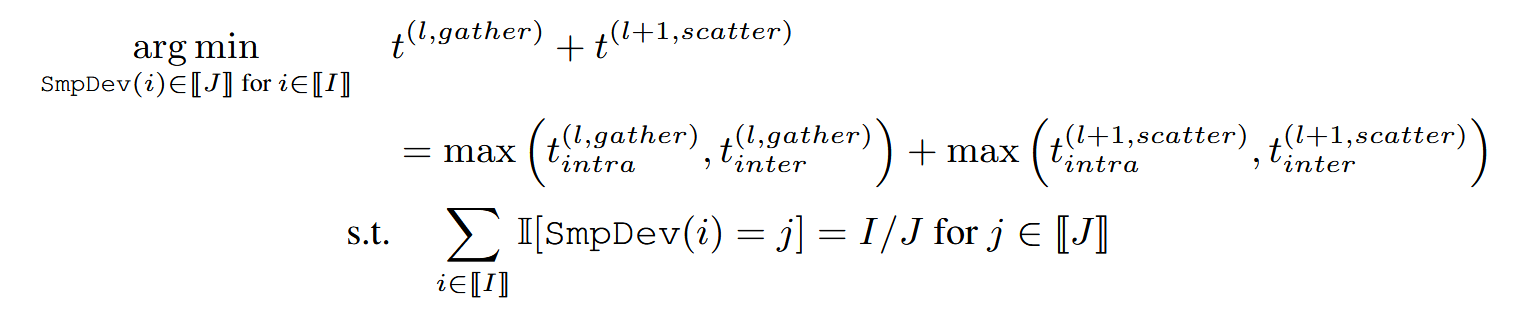 arg min t^{(l,gather)} + t^{(l+1,scatter)}
SmpDev(i)∈⟦J⟧ for i∈⟦I⟧
= max ( t_{intra}^{(l,gather)}, t_{inter}^{(l,gather)} ) + max ( t_{intra}^{(l+1,scatter)}, t_{inter}^{(l+1,scatter)} )
s.t. ∑_{i∈⟦I⟧} 𝕀[SmpDev(i) = j] = I/J for j ∈ ⟦J⟧